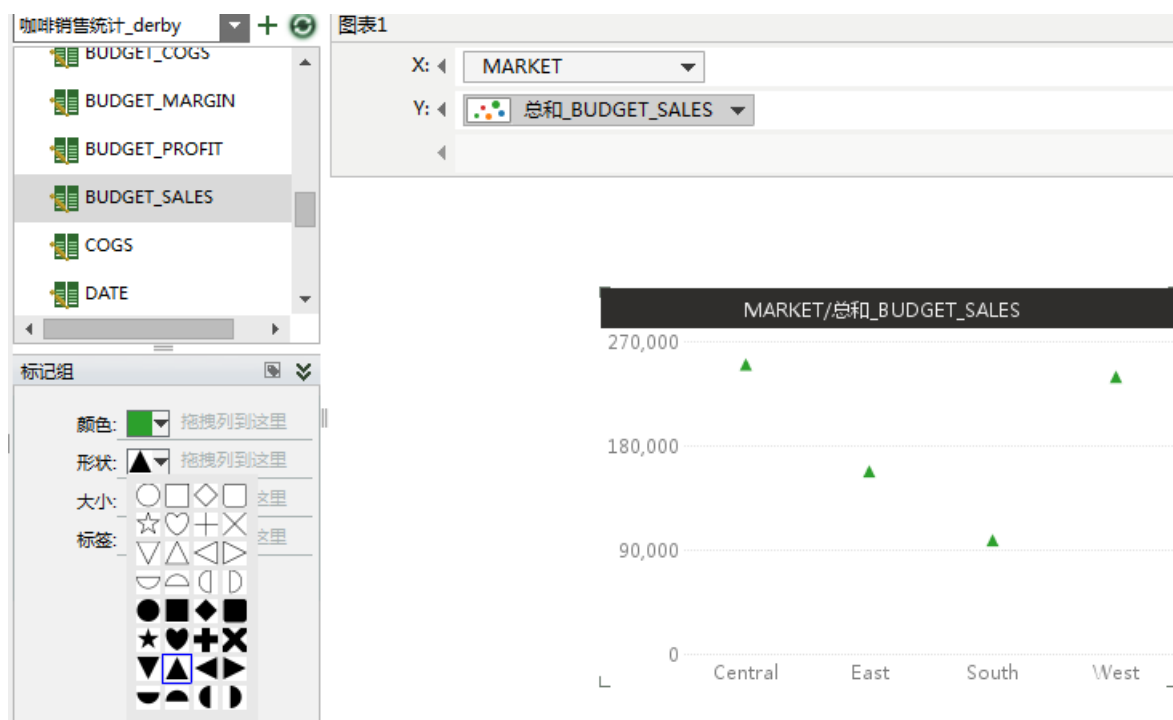 咖啡销售统计_derby
图表1
BUDGET_COGS
BUDGET_MARGIN
BUDGET_PROFIT
BUDGET_SALES
COGS
DATE
X: MARKET
Y: 总和_BUDGET_SALES
标记组
颜色: 拖拽列到这里
形状: 拖拽列到这里
大小: 这里
标签: 这里
MARKET/总和_BUDGET_SALES
270,000
180,000
90,000
0
Central East South West